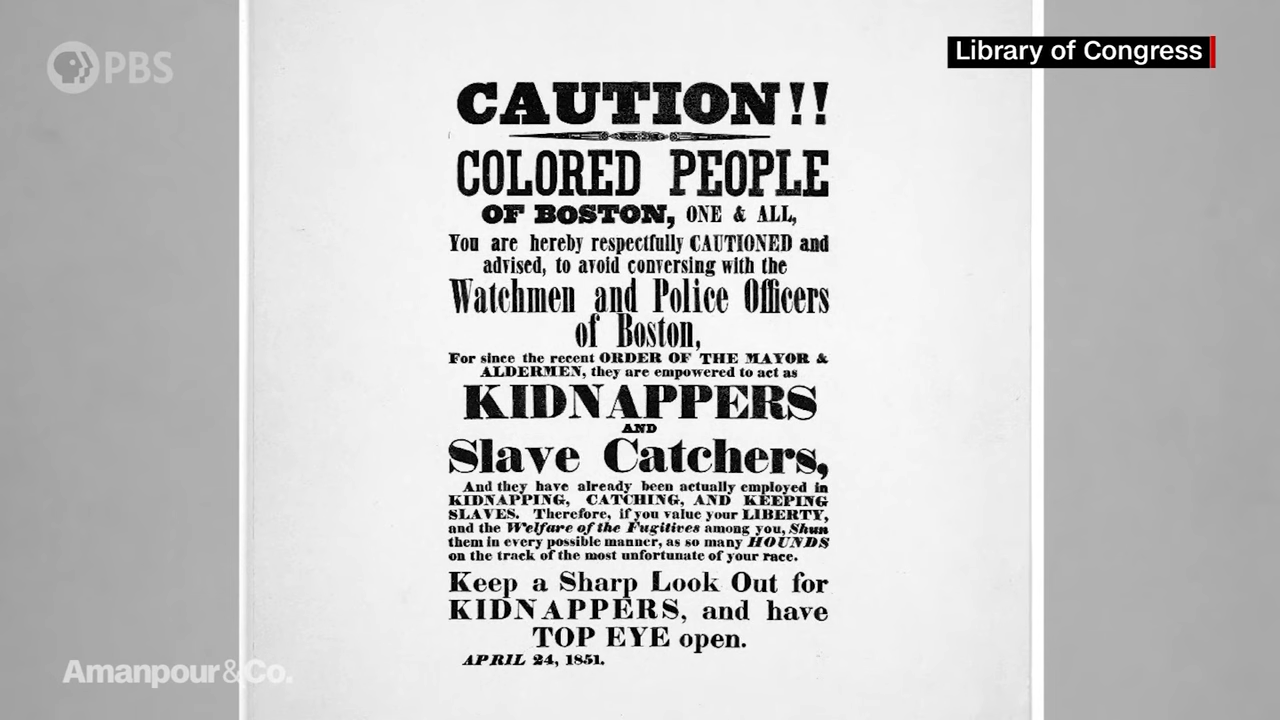 PBS
Library of Congress
CAUTION!!
COLORED PEOPLE
OF BOSTON, ONE & ALL,
You are hereby respectfully CAUTIONED and
advised, to avoid conversing with the
Watchmen and Police Officers
of Boston,
For since the recent ORDER OF THE MAYOR &
ALDERMEN, they are empowered to act as
KIDNAPPERS
AND
Slave Catchers,
And they have already been actually employed in
KIDNAPPING, CATCHING, AND KEEPING
SLAVES. Therefore, if you value your LIBERTY,
and the Welfare of the Fugitives among you, Shun
them in every possible manner, as so many HOUNDS
on the track of the most unfortunate of your race.
Keep a Sharp Look Out for
KIDNAPPERS, and have
TOP EYE open.
APRIL 24, 1851.
Amanpour&Co.